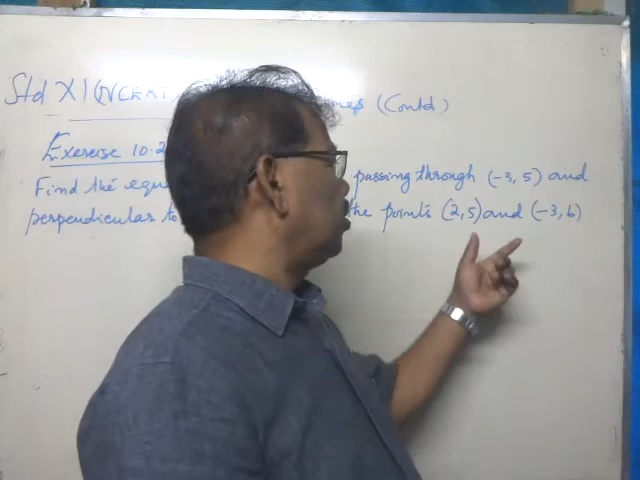 Std XI (NCERT) (Contd)
Exercise 10.2
Find the equa passing through (-3, 5) and
perpendicular to the points (2, 5) and (-3, 6)